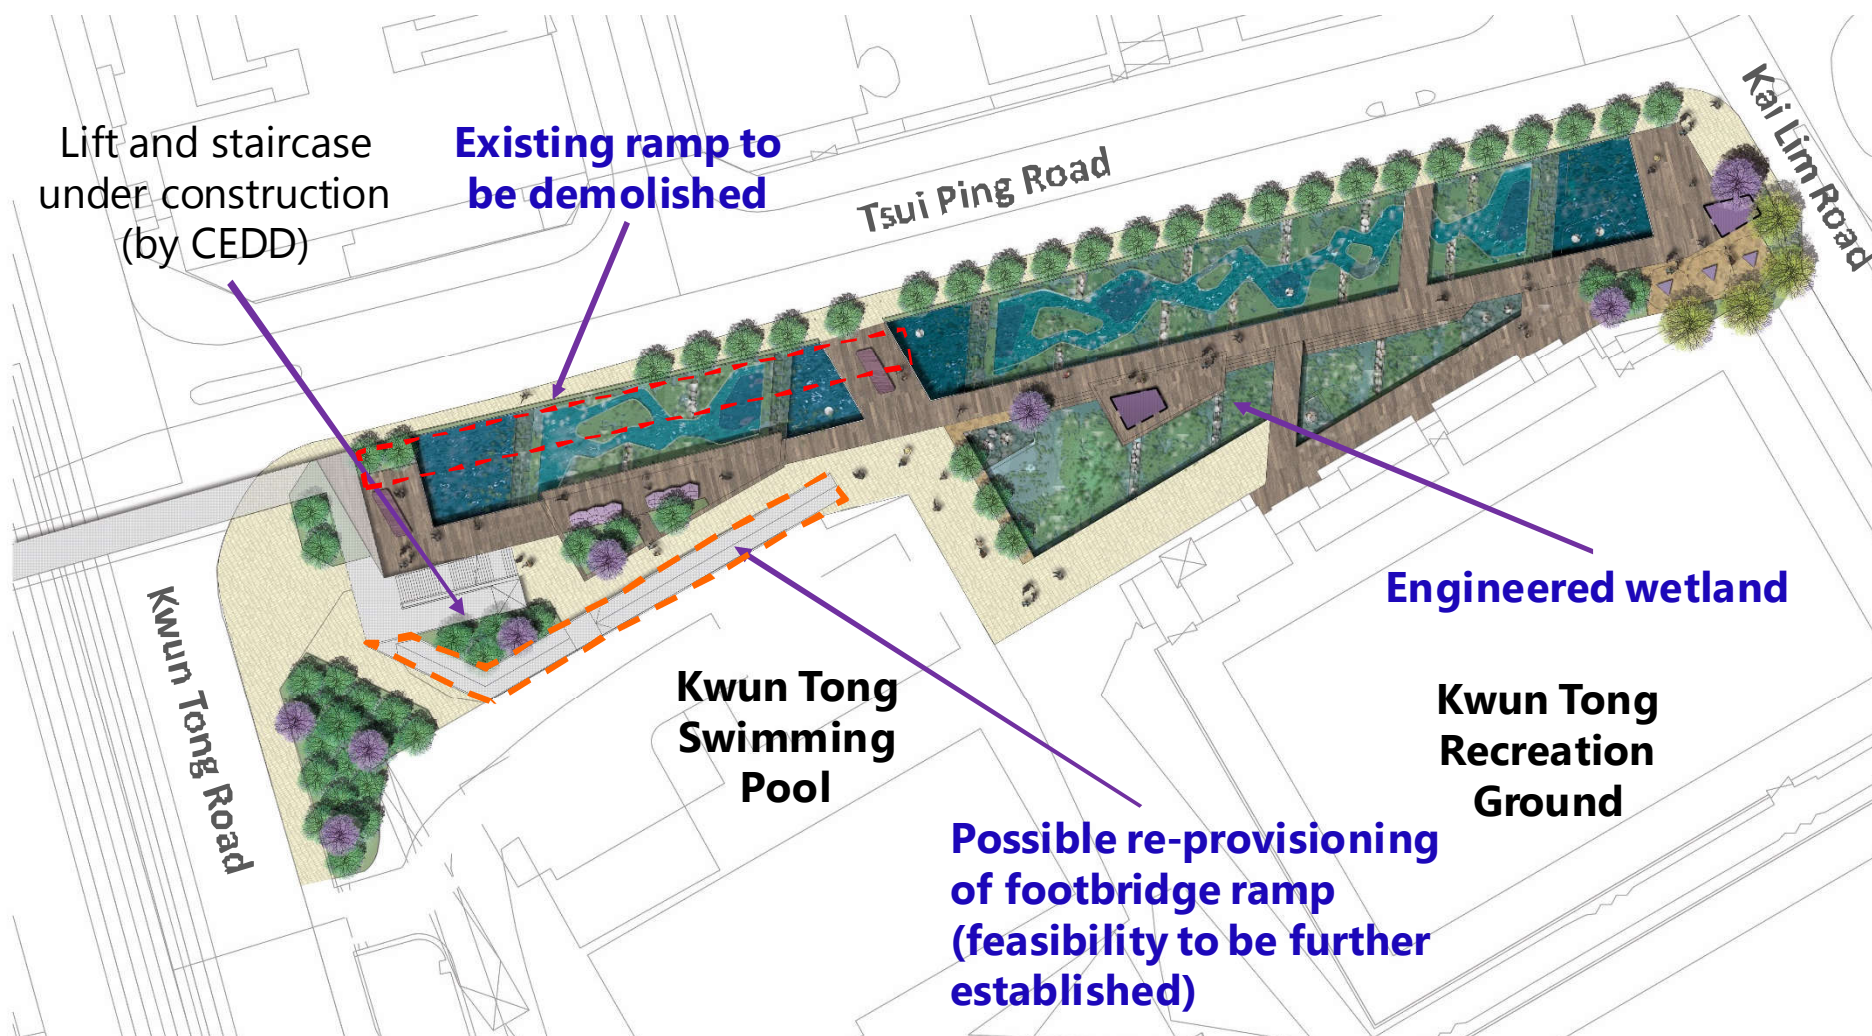 Lift and staircase
under construction
(by CEDD)
Existing ramp to
be demolished
Tsui Ping Road
Kai Lim Road
Kwun Tong Road
Engineered wetland
Kwun Tong
Swimming
Pool
Kwun Tong
Recreation
Ground
Possible re-provisioning
of footbridge ramp
(feasibility to be further
established)